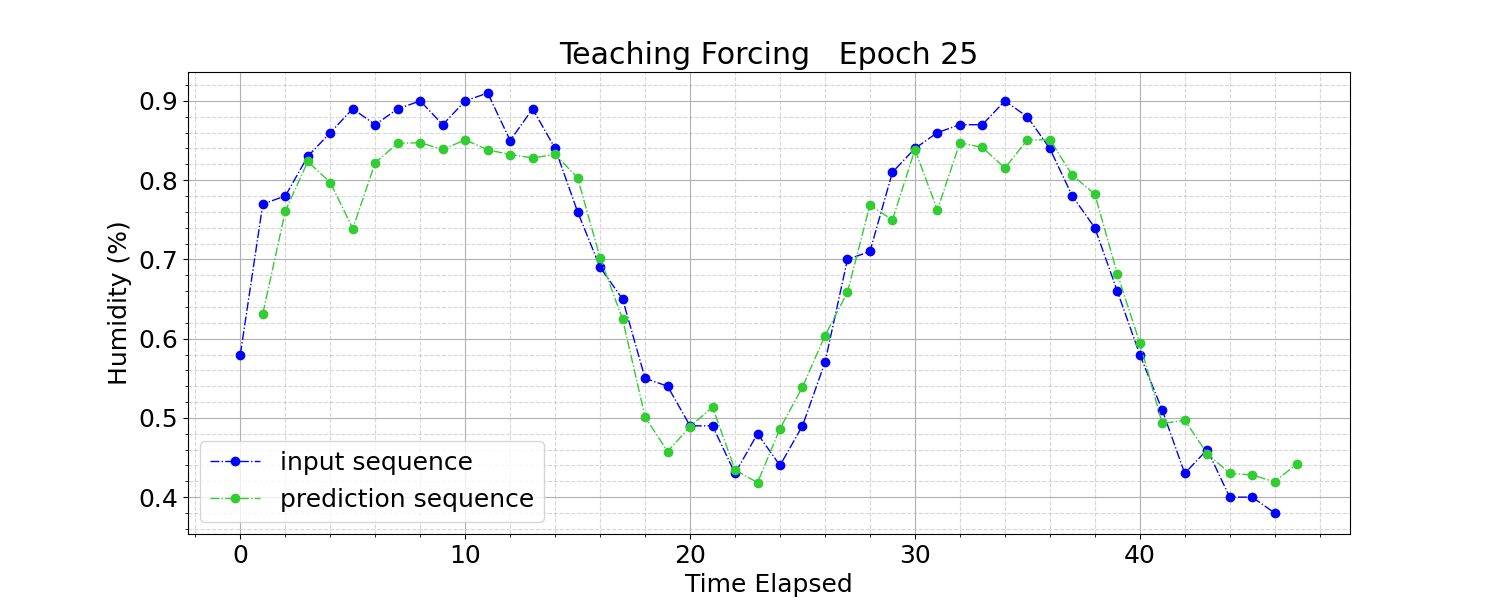 Teaching Forcing   Epoch 25
Humidity (%)
0.9
0.8
0.7
0.6
0.5
0.4
input sequence
prediction sequence
0 10 20 30 40
Time Elapsed